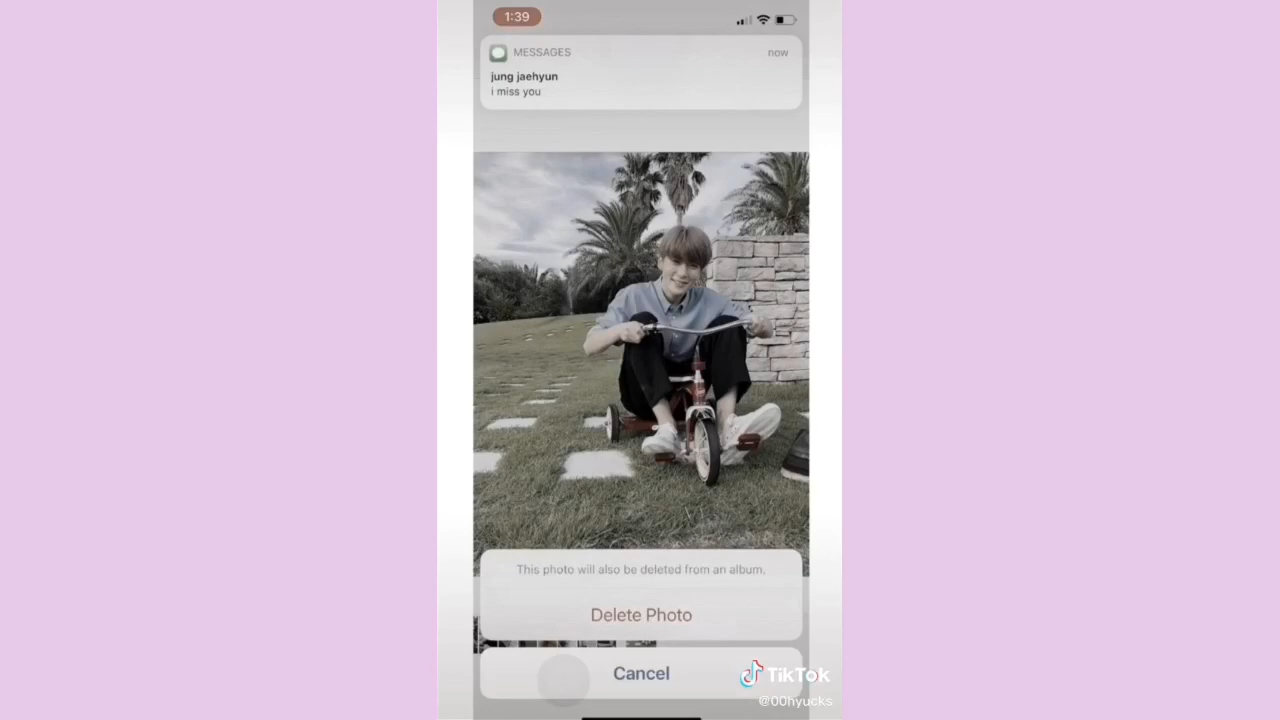 1:39
MESSAGES
now
jung jaehyun
i miss you
This photo will also be deleted from an album.
Delete Photo
Cancel
TikTok
@00hyucks